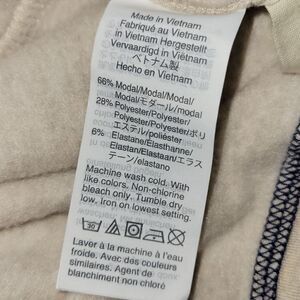 Made in Vietnam
Fabriqué au Vietnam
in Vietnam Hergestellt
Vervaardigd in Viëtnam
ベトナム製
Hecho en Vietnam
66% Modal/Modal/Modal/
Modal/モダール/modal
28% Polyester/Polyester/
Polyester/Polyester/ポリ
エステル/poliéster
6% Elastane/Elasthanne/
Elastan/Elastaan/エラス
テーン/elastano
Machine wash cold. With
like colors. Non-chlorine
bleach only. Tumble dry
low. Iron on lowest setting.
30
Laver à la machine à l'eau
froide. Avec des couleurs
similaires. Agent de
blanchiment sans